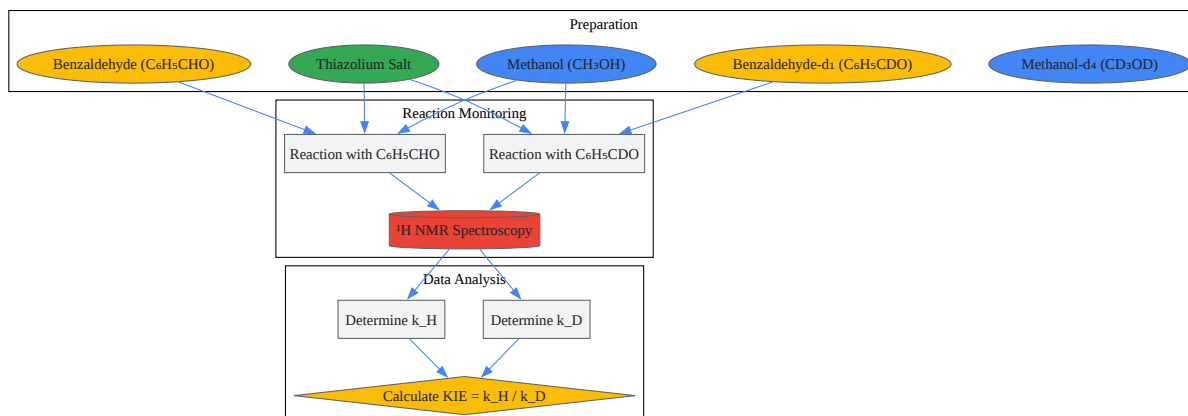 Preparation
Benzaldehyde (C₆H₅CHO)
Thiazolium Salt
Methanol (CH₃OH)
Benzaldehyde-d₁ (C₆H₅CDO)
Methanol-d₄ (CD₃OD)
Reaction Monitoring
Reaction with C₆H₅CHO
Reaction with C₆H₅CDO
¹H NMR Spectroscopy
Data Analysis
Determine k_H
Determine k_D
Calculate KIE = k_H / k_D